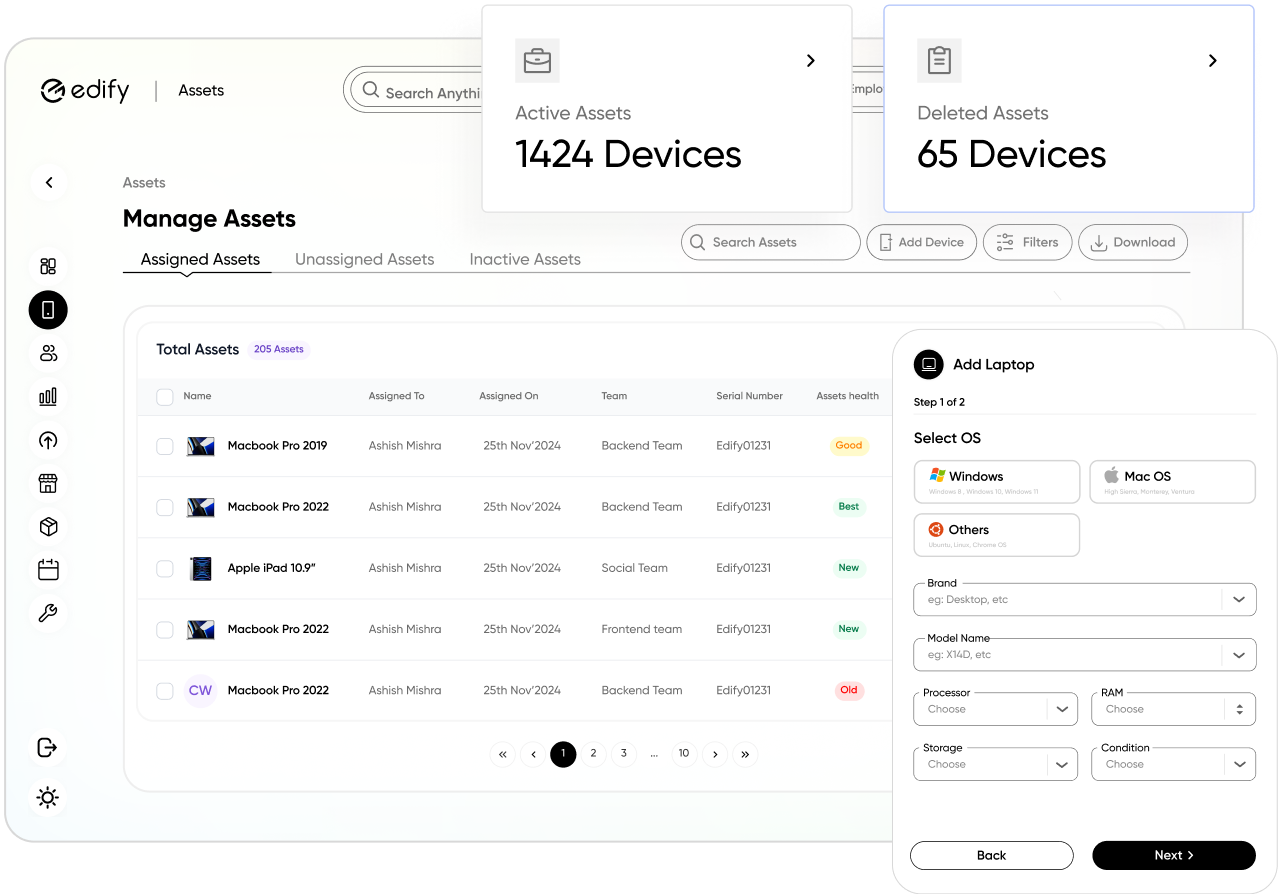 edify
Assets
Search Anythi
Emplo
Active Assets
1424 Devices
Deleted Assets
65 Devices
Assets
Manage Assets
Assigned Assets
Unassigned Assets
Inactive Assets
Search Assets
Add Device
Filters
Download
Total Assets 205 Assets
Name Assigned To Assigned On Team Serial Number Assets health
Macbook Pro 2019 Ashish Mishra 25th Nov'2024 Backend Team Edify01231 Good
Macbook Pro 2022 Ashish Mishra 25th Nov'2024 Backend Team Edify01231 Best
Apple iPad 10.9" Ashish Mishra 25th Nov'2024 Social Team Edify01231 New
Macbook Pro 2022 Ashish Mishra 25th Nov'2024 Frontend team Edify01231 New
CW Macbook Pro 2022 Ashish Mishra 25th Nov'2024 Backend Team Edify01231 Old
« ‹ 1 2 3 ... 10 › »
Add Laptop
Step 1 of 2
Select OS
Windows
Windows 8 , Windows 10, Windows 11
Mac OS
High Sierra, Monterey, Ventura
Others
Ubuntu, Linux, Chrome OS
Brand
eg: Desktop, etc
Model Name
eg: X14D, etc
Processor
Choose
RAM
Choose
Storage
Choose
Condition
Choose
Back
Next >